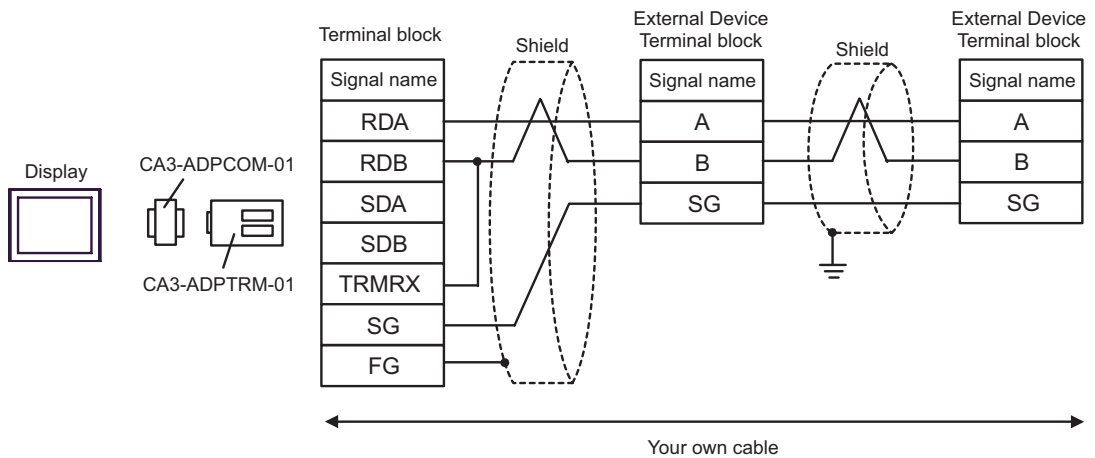 Display
CA3-ADPCOM-01
CA3-ADPTRM-01
Terminal block
Signal name
RDA
RDB
SDA
SDB
TRMRX
SG
FG
Shield
External Device
Terminal block
Signal name
A
B
SG
Shield
External Device
Terminal block
Signal name
A
B
SG
Your own cable